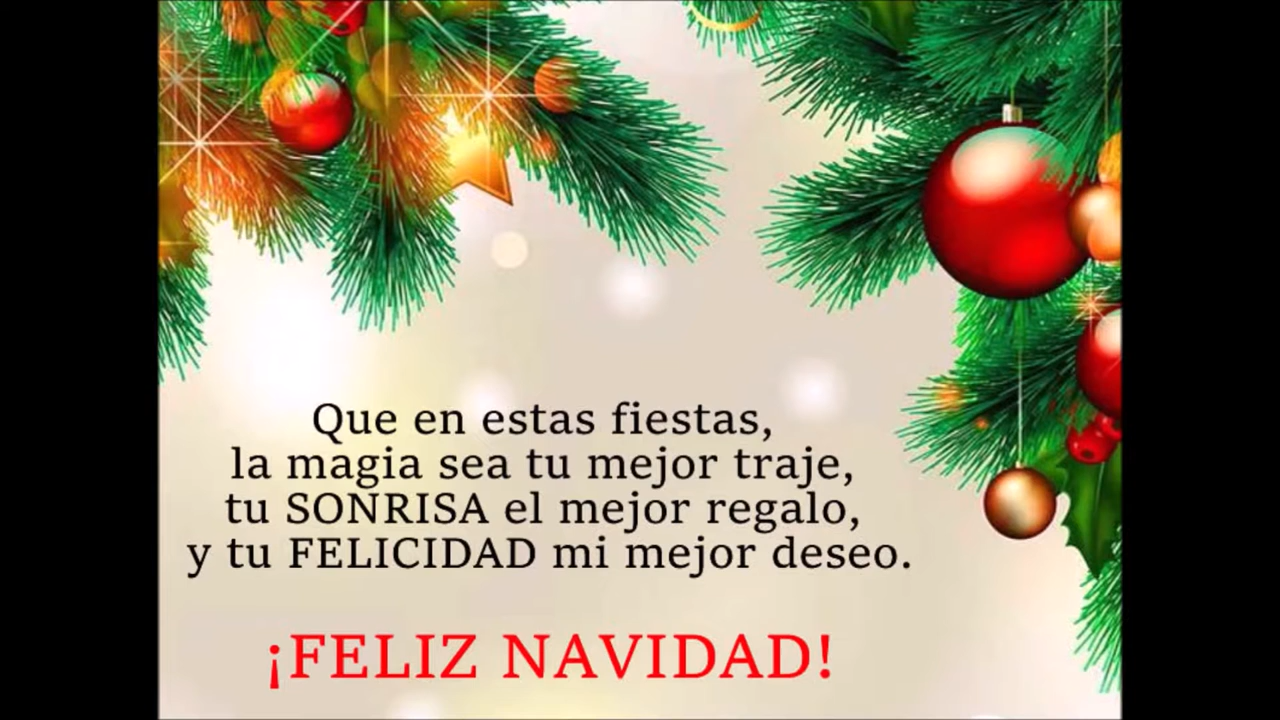 Que en estas fiestas,
la magia sea tu mejor traje,
tu SONRISA el mejor regalo,
y tu FELICIDAD mi mejor deseo.
¡FELIZ NAVIDAD!